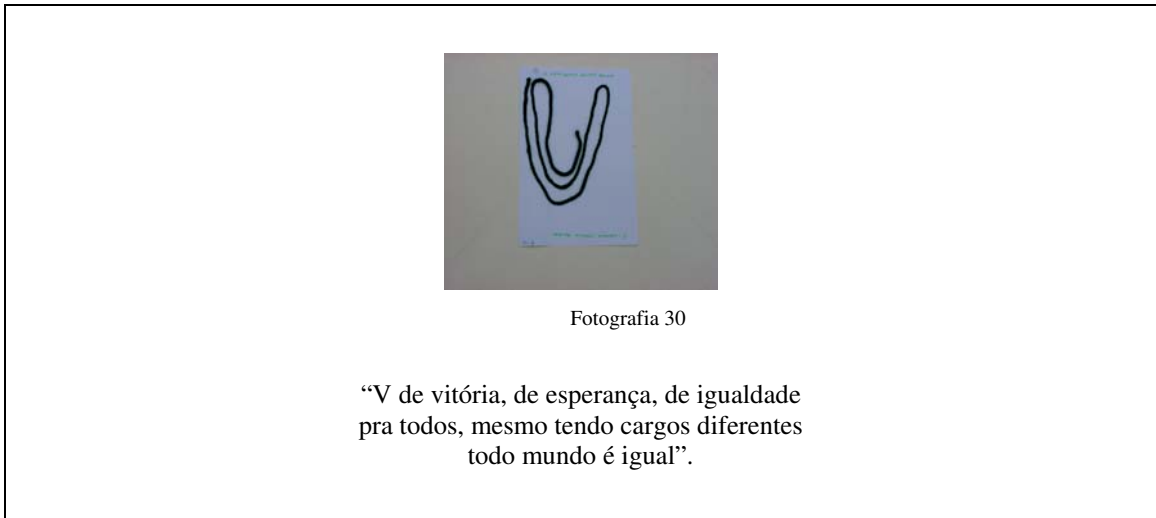 Fotografia 30
“V de vitória, de esperança, de igualdade
pra todos, mesmo tendo cargos diferentes
todo mundo é igual”.